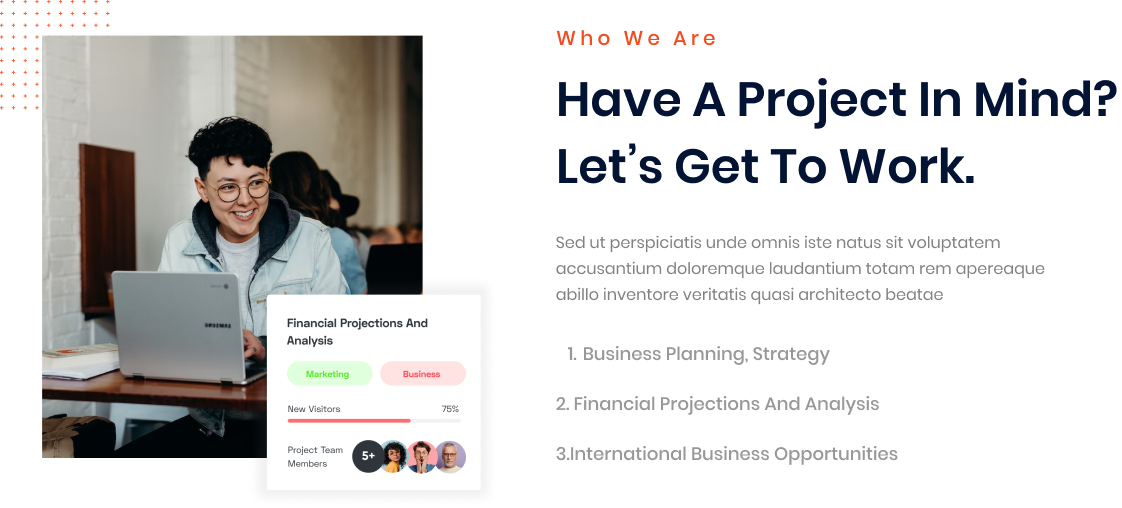 Who We Are
Have A Project In Mind?
Let’s Get To Work.
Sed ut perspiciatis unde omnis iste natus sit voluptatem
accusantium doloremque laudantium totam rem apereaque
abillo inventore veritatis quasi architecto beatae
1. Business Planning, Strategy
2. Financial Projections And Analysis
3.International Business Opportunities
SAMSUNG
Financial Projections And
Analysis
Marketing
Business
New Visitors 75%
Project Team
Members
5+